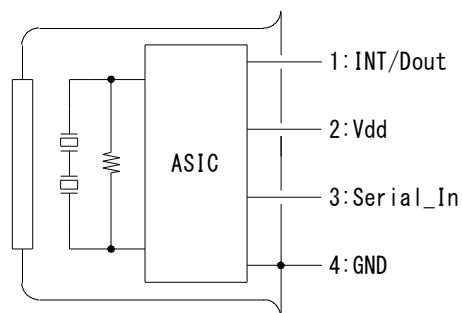 1:INT/Dout
2:Vdd
ASIC
3:Serial_In
4:GND